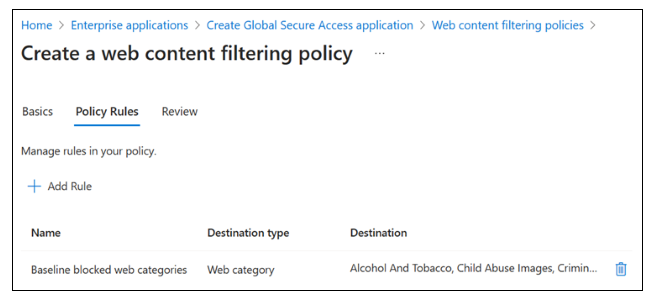 Home > Enterprise applications > Create Global Secure Access application > Web content filtering policies >
Create a web content filtering policy ...
Basics Policy Rules Review
Manage rules in your policy.
+ Add Rule
Name Destination type Destination
Baseline blocked web categories Web category Alcohol And Tobacco, Child Abuse Images, Crimin...